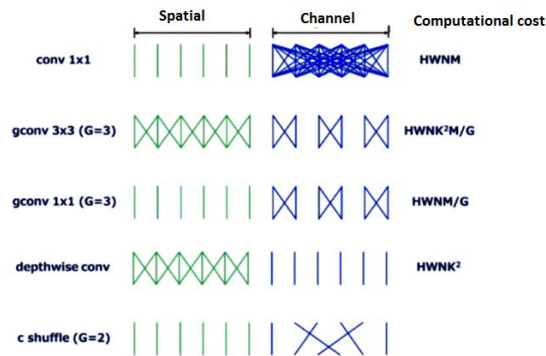 Spatial Channel Computational cost
conv 1x1 HWNM
gconv 3x3 (G=3) HWNK²M/G
gconv 1x1 (G=3) HWNM/G
depthwise conv HWNK²
c shuffle (G=2)